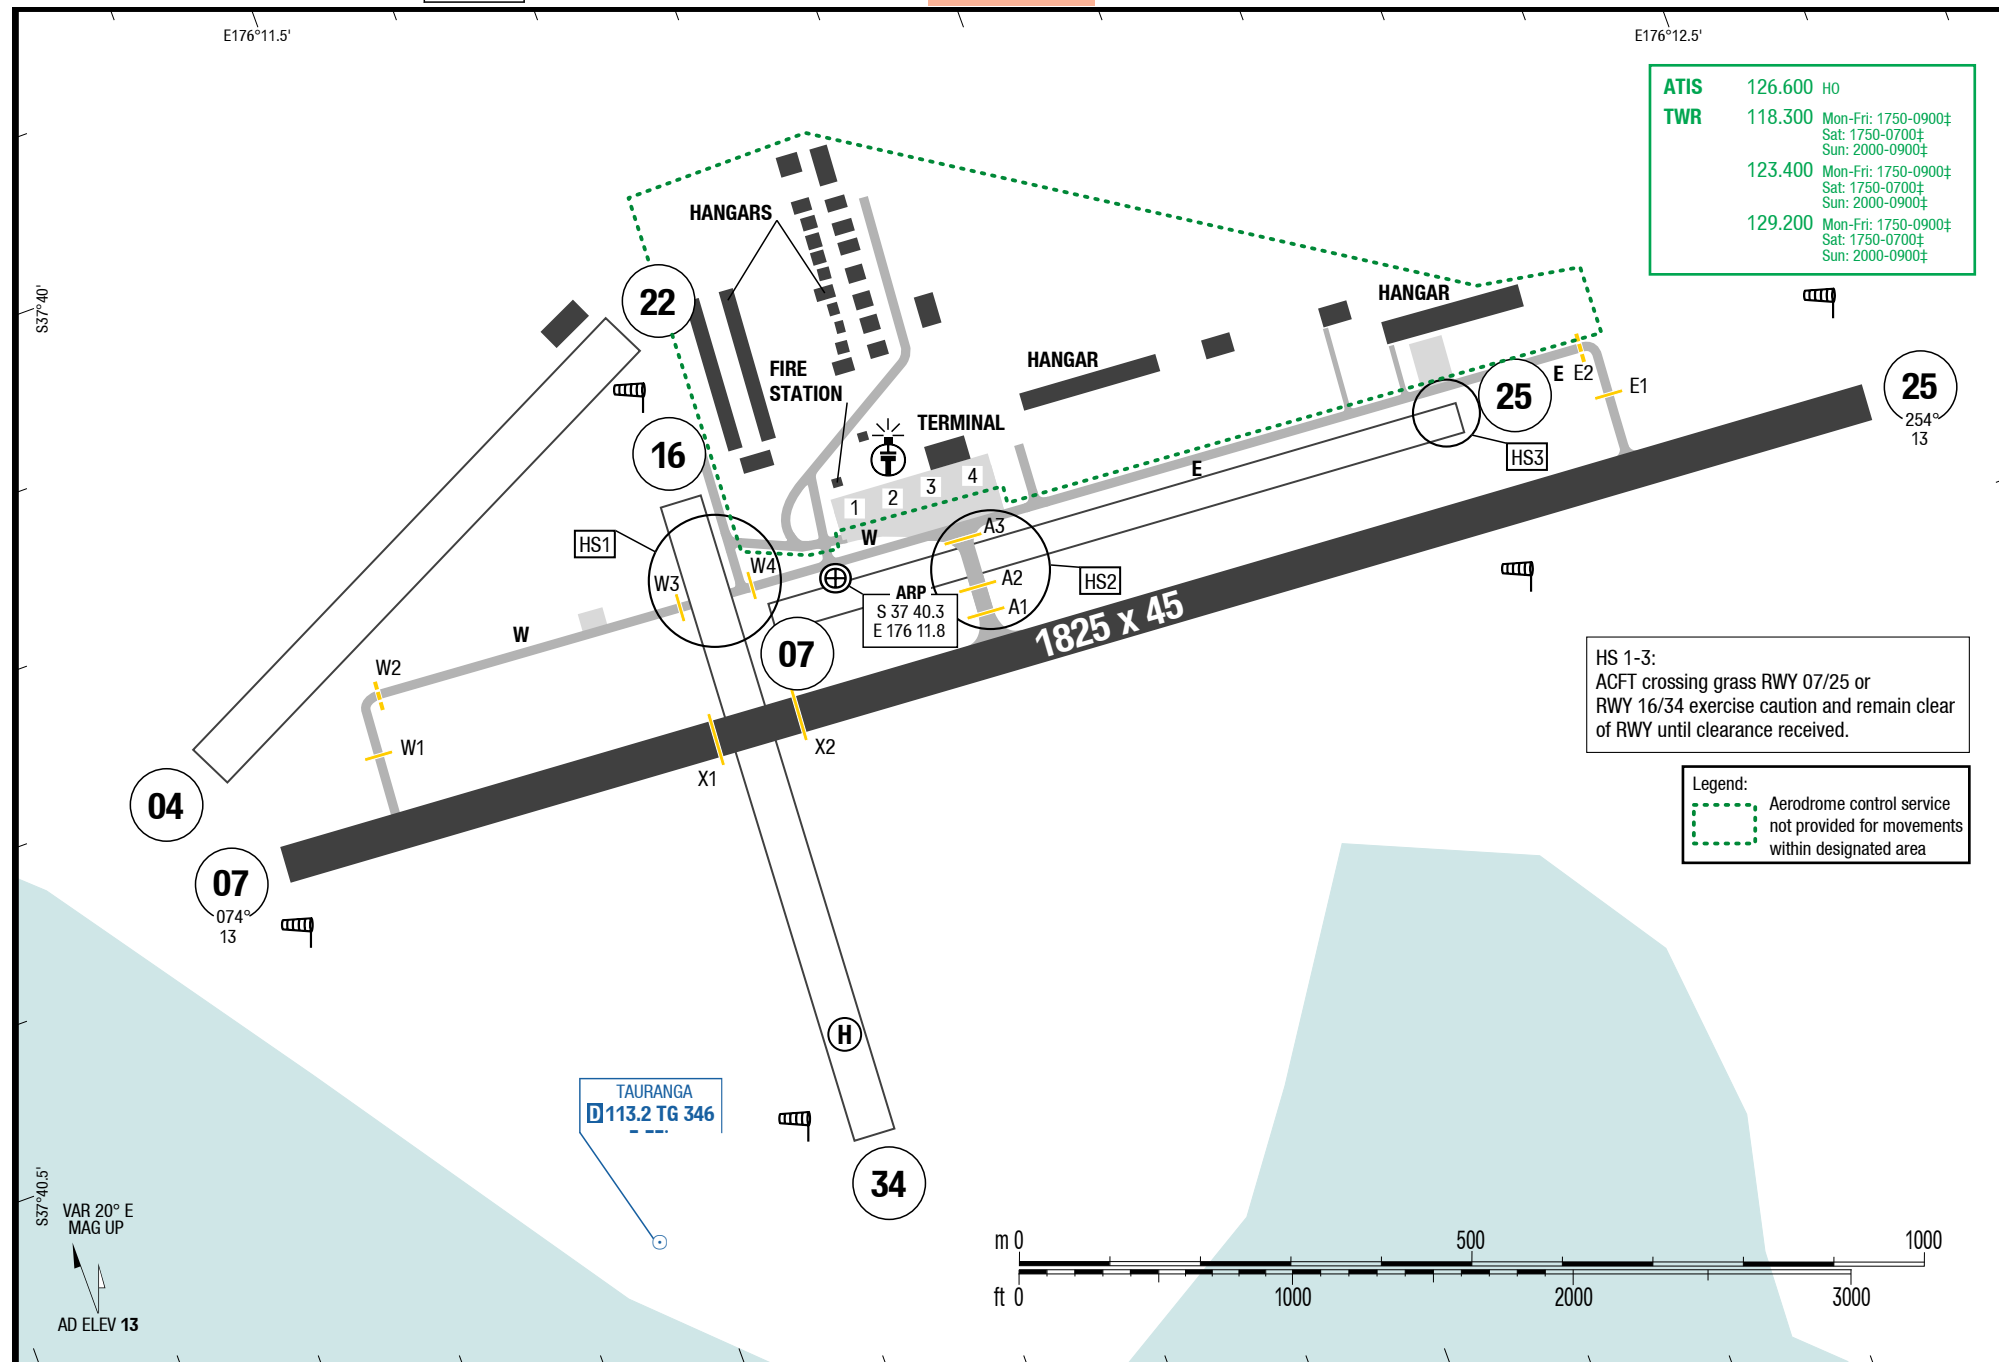 E176°11.5'
E176°12.5'
ATIS 126.600 HO
TWR 118.300 Mon-Fri: 1750-0900‡
Sat: 1750-0700‡
Sun: 2000-0900‡
123.400 Mon-Fri: 1750-0900‡
Sat: 1750-0700‡
Sun: 2000-0900‡
129.200 Mon-Fri: 1750-0900‡
Sat: 1750-0700‡
Sun: 2000-0900‡
S37°40'
HANGARS
22
HANGAR
HANGAR
FIRE
STATION
TERMINAL
16
25
E
E2
E1
25
254°
13
HS3
E
1
2
3
4
W
A3
HS1
W3
W4
A2
HS2
A1
ARP
S 37 40.3
E 176 11.8
1825 x 45
W
07
W2
W1
X1
X2
HS 1-3:
ACFT crossing grass RWY 07/25 or
RWY 16/34 exercise caution and remain clear
of RWY until clearance received.
Legend:
Aerodrome control service
not provided for movements
within designated area
04
07
074°
13
H
TAURANGA
D 113.2 TG 346
34
S37°40.5'
VAR 20° E
MAG UP
AD ELEV 13
m 0 500 1000
ft 0 1000 2000 3000